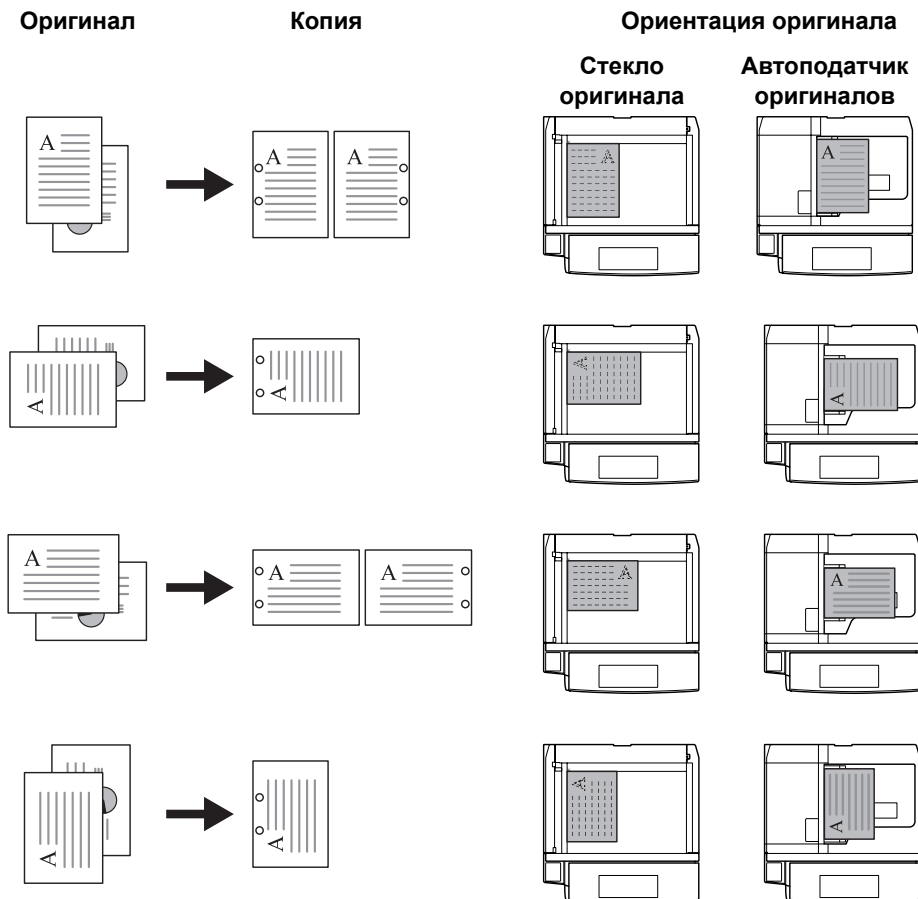 Оригинал Копия Ориентация оригинала
Стекло оригинала
Автоподатчик оригиналов
A A A A A
A A A A
A A A A A
A A A A